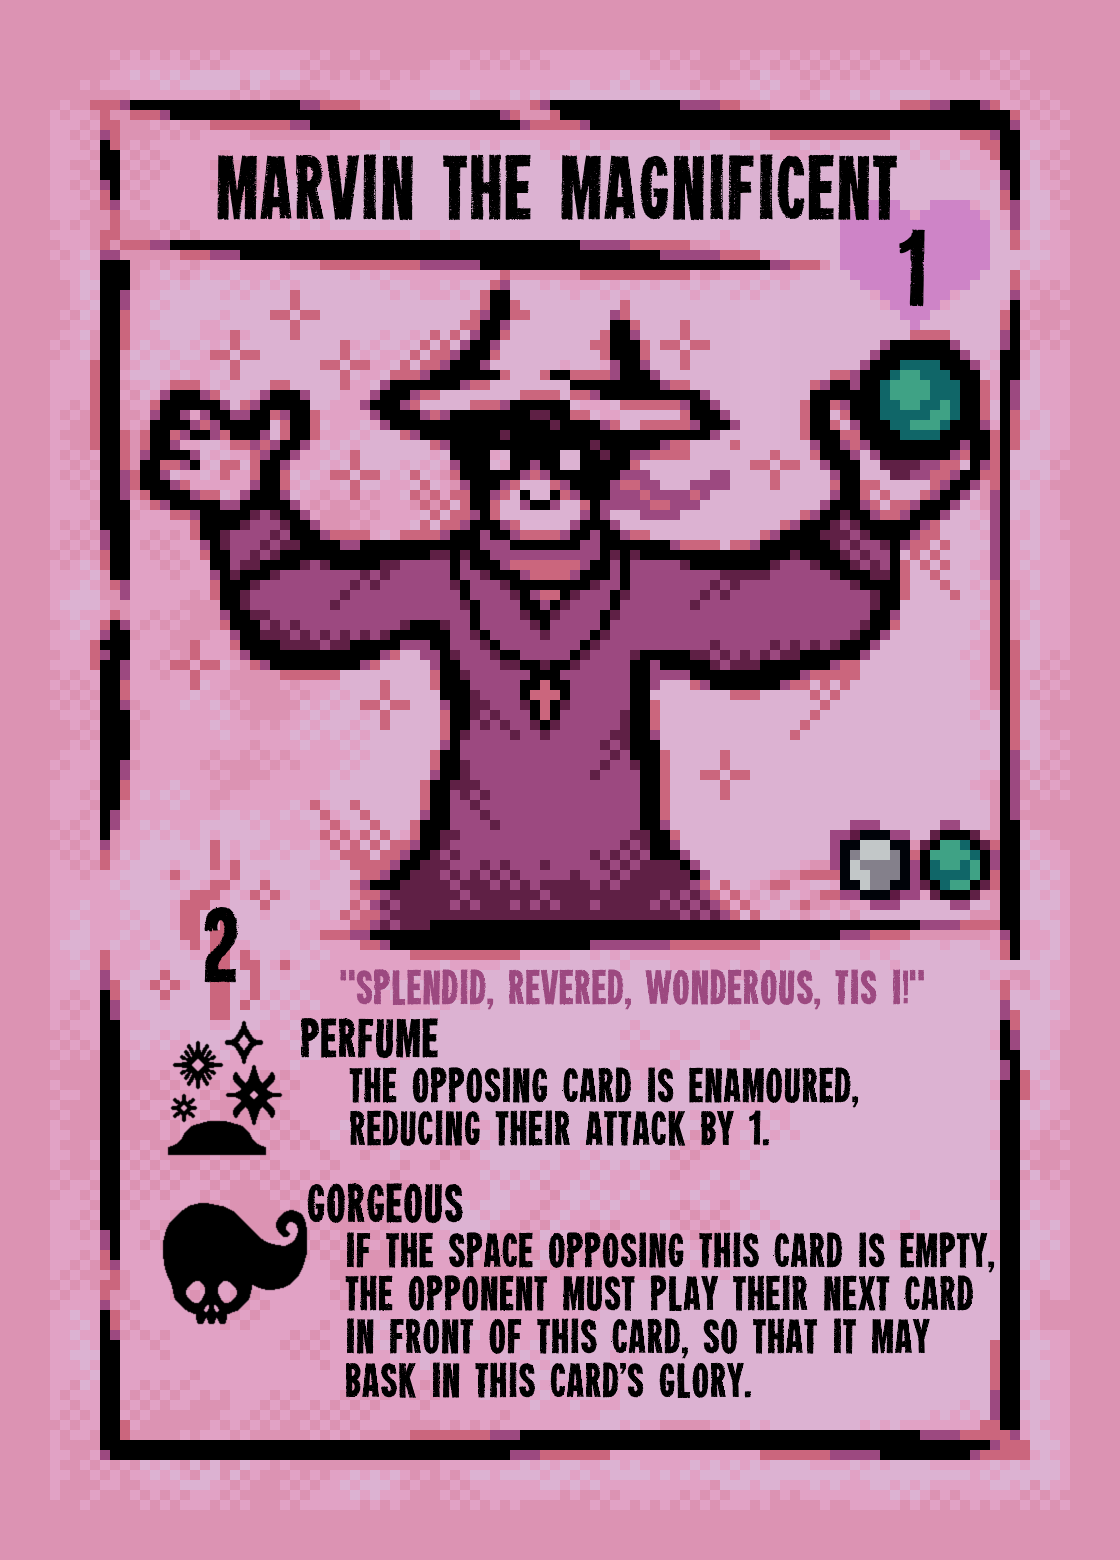 MARVIN THE MAGNIFICENT
1
2
"SPLENDID, REVERED, WONDEROUS, TIS I!"
PERFUME
THE OPPOSING CARD IS ENAMOURED,
REDUCING THEIR ATTACK BY 1.
GORGEOUS
IF THE SPACE OPPOSING THIS CARD IS EMPTY,
THE OPPONENT MUST PLAY THEIR NEXT CARD
IN FRONT OF THIS CARD, SO THAT IT MAY
BASK IN THIS CARD'S GLORY.